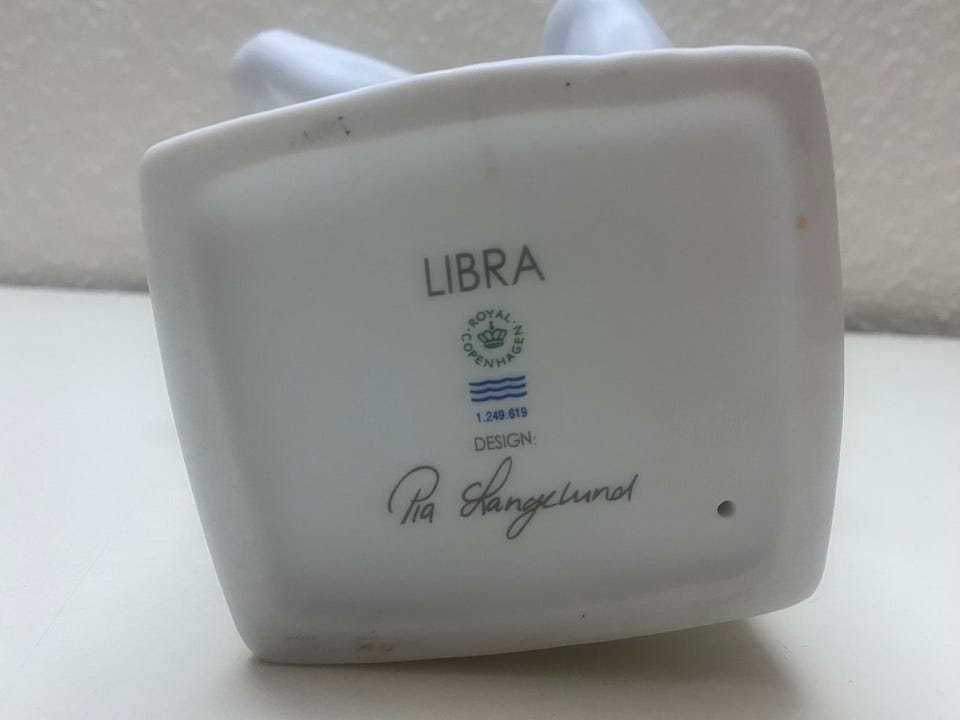 LIBRA
ROYAL COPENHAGEN
1.249.619
DESIGN:
Pia Langelund